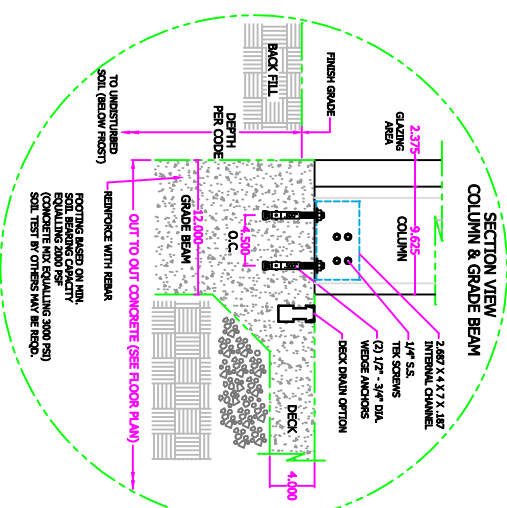 SECTION VIEW
COLUMN & GRADE BEAM
2.687 X 4 X 7 X .187
INTERNAL CHANNEL
1/4" S.S.
TEK SCREWS
(2) 1/2" - 3/4" DIA.
WEDGE ANCHORS
DECK DRAIN OPTION
2.375
9.625
GLAZING
AREA
COLUMN
FINISH GRADE
BACK FILL
DEPTH
PER CODE
4.500
O.C.
12.000
GRADE BEAM
DECK
4.000
TO UNDISTURBED
SOIL (BELOW FROST)
REINFORCE WITH REBAR
OUT TO OUT CONCRETE (SEE FLOOR PLAN)
FOOTING BASED ON MIN.
SOIL BEARING CAPACITY
EQUALLING 2000 PSF
(CONCRETE MIX EQUALLING 3000 PSI)
SOIL TEST BY OTHERS MAY BE REQD.